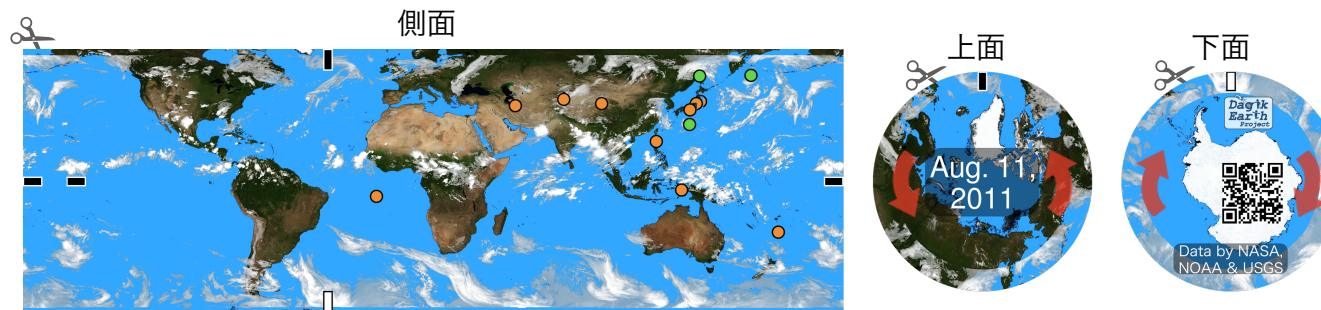 側面
上面
Aug. 11,
2011
下面
Dagik
Earth
Project
Data by NASA,
NOAA & USGS